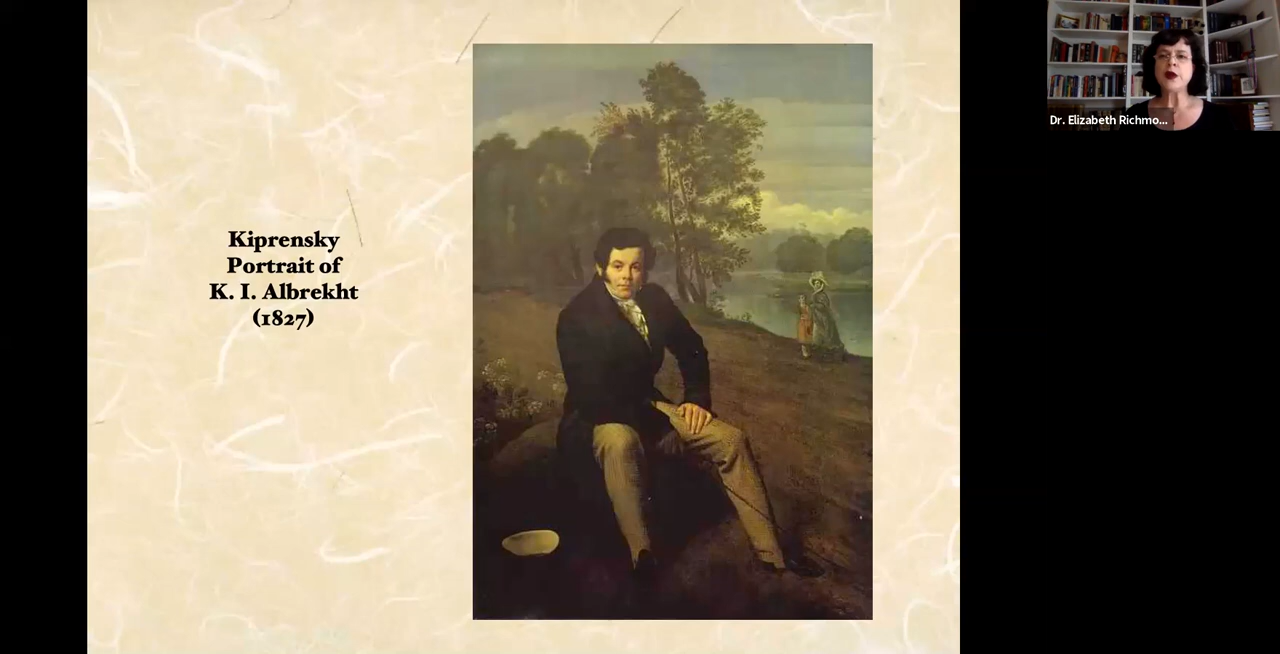 Kiprensky
Portrait of
K. I. Albrekht
(1827)
Dr. Elizabeth Richmo...